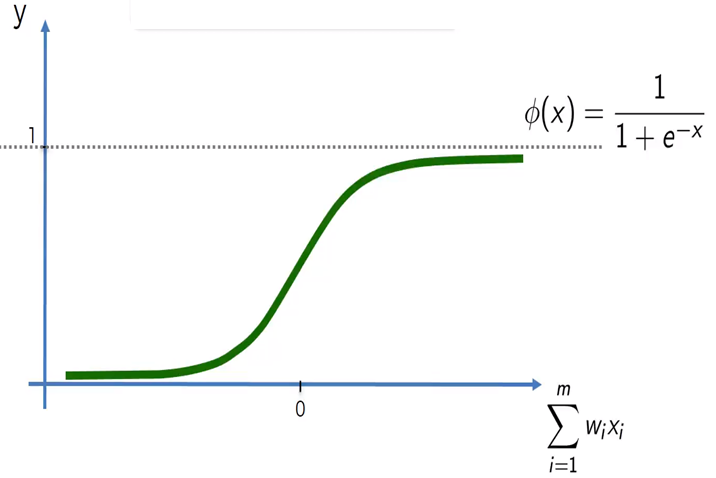 y
ϕ(x) = 1 / (1 + e^{-x})
1
0
∑_{i=1}^{m} w_i x_i